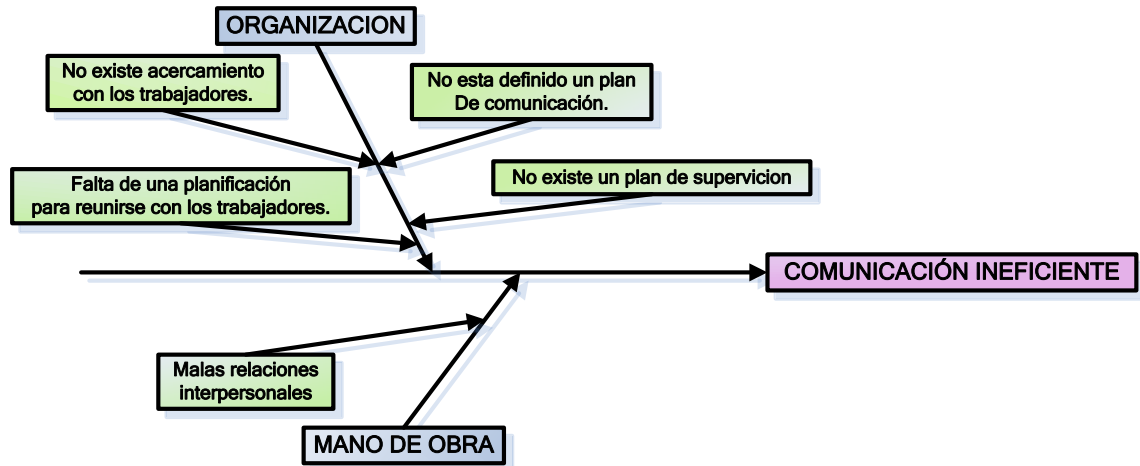 ORGANIZACION
No existe acercamiento
con los trabajadores.
No esta definido un plan
De comunicación.
Falta de una planificación
para reunirse con los trabajadores.
No existe un plan de supervicion
COMUNICACIÓN INEFICIENTE
Malas relaciones
interpersonales
MANO DE OBRA